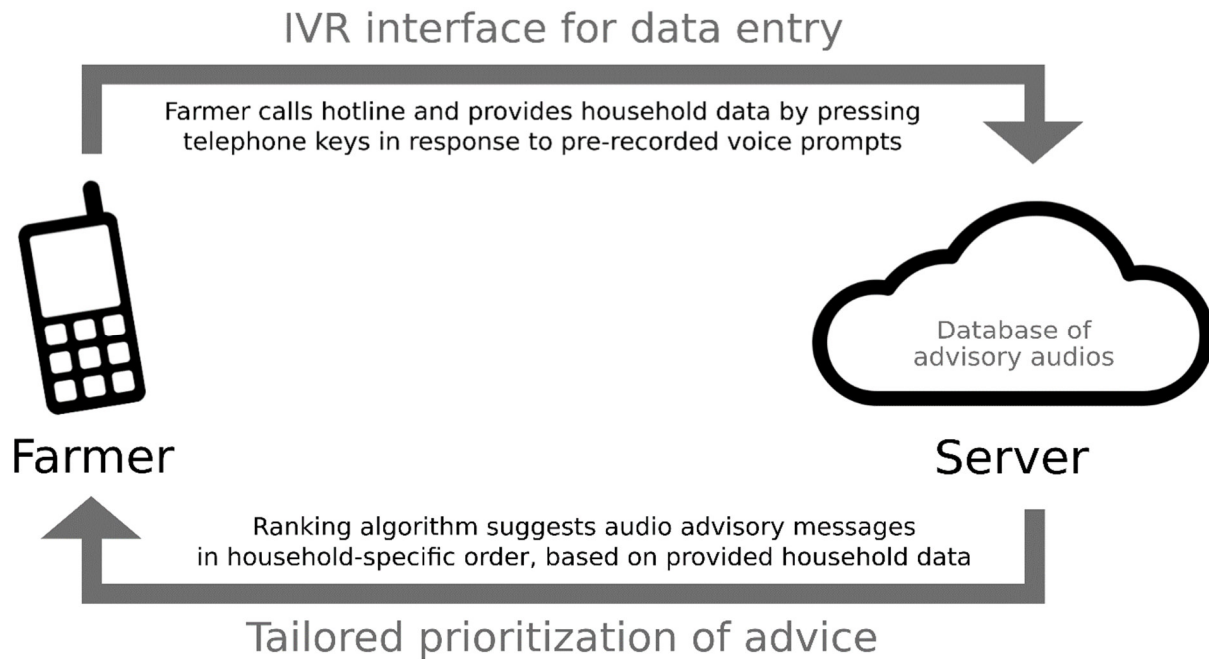 IVR interface for data entry
Farmer calls hotline and provides household data by pressing
telephone keys in response to pre-recorded voice prompts
Database of
advisory audios
Farmer
Server
Ranking algorithm suggests audio advisory messages
in household-specific order, based on provided household data
Tailored prioritization of advice